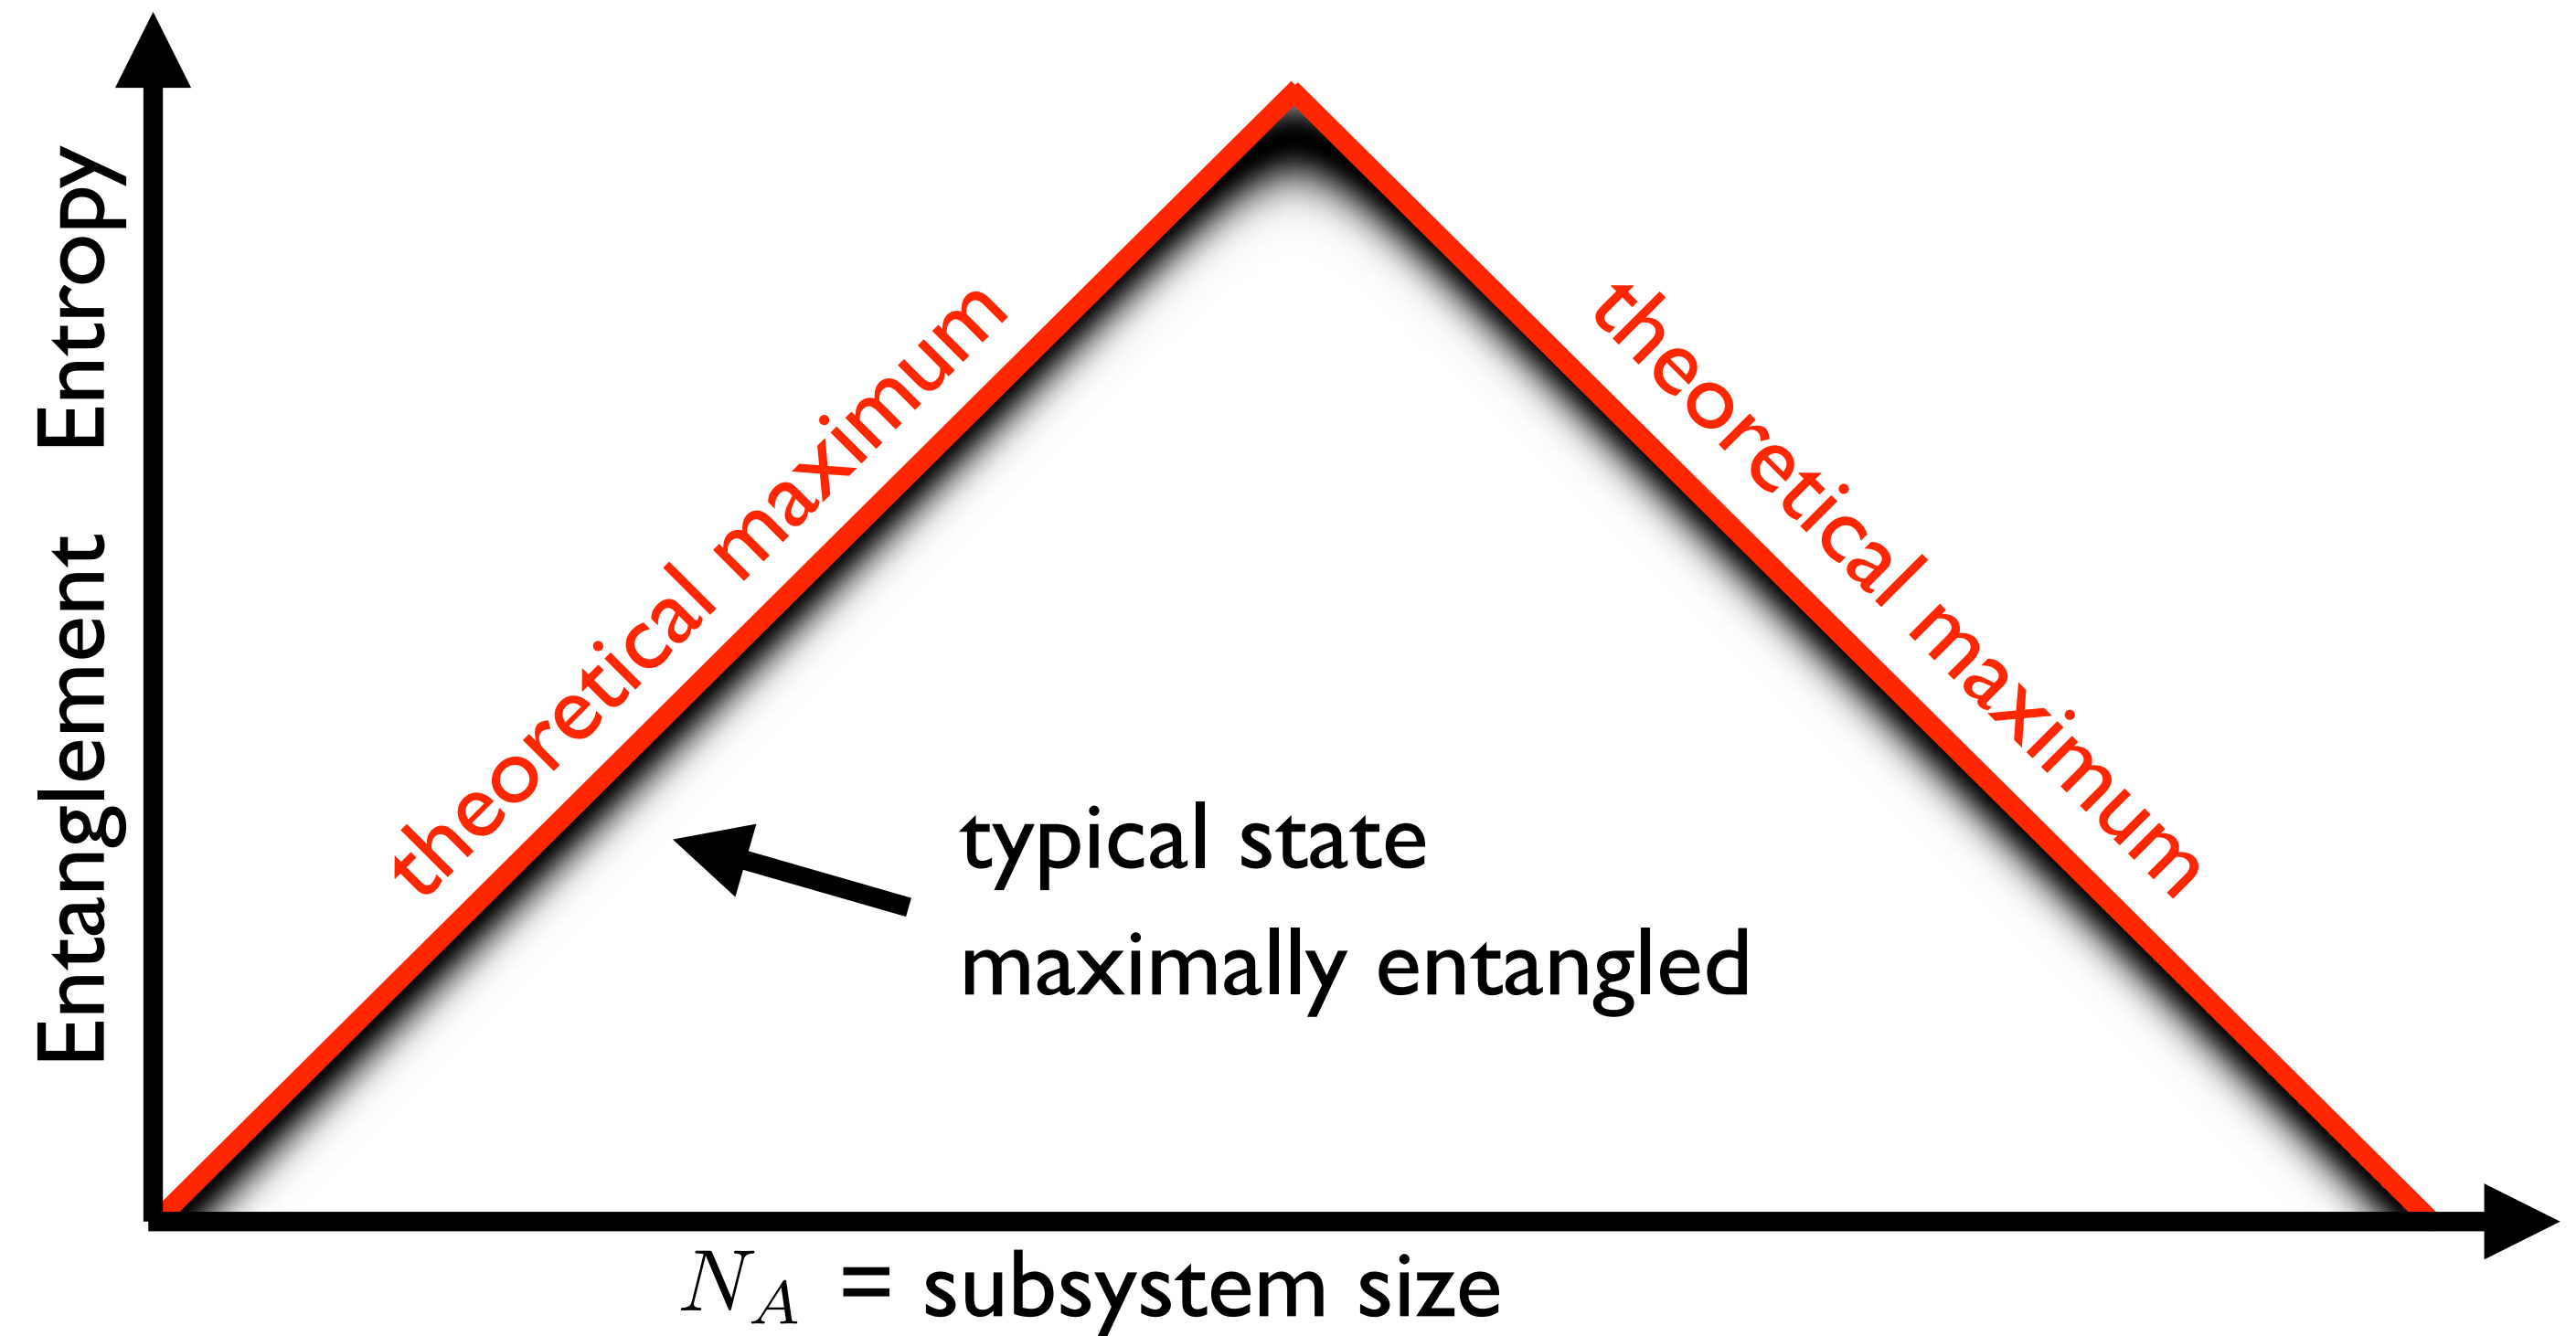 Entanglement Entropy
theoretical maximum
theoretical maximum
typical state
maximally entangled
N_A = subsystem size